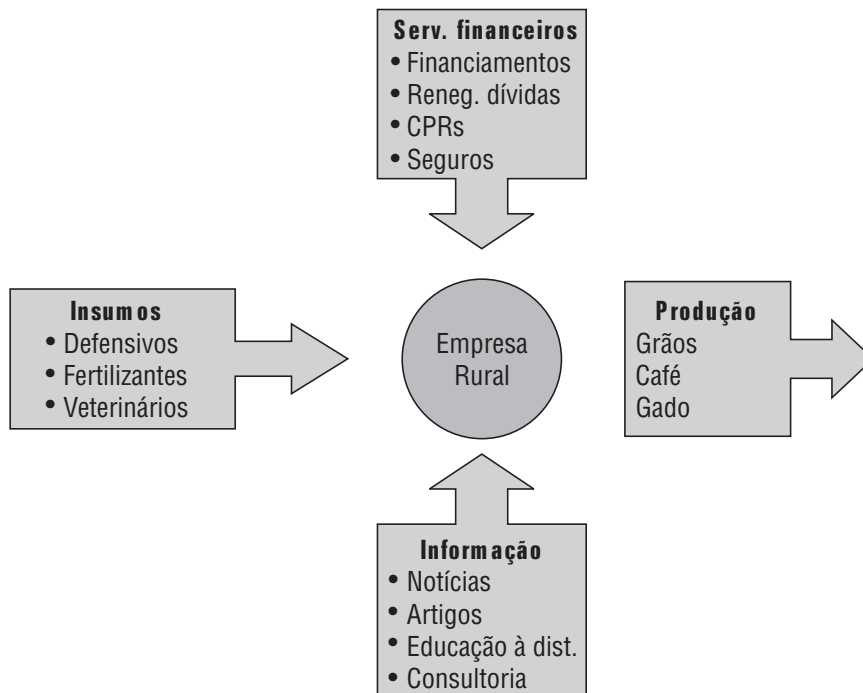 Serv. financeiros
• Financiamentos
• Reneg. dívidas
• CPRs
• Seguros
Insumos
• Defensivos
• Fertilizantes
• Veterinários
Empresa
Rural
Produção
Grãos
Café
Gado
Informação
• Notícias
• Artigos
• Educação à dist.
• Consultoria